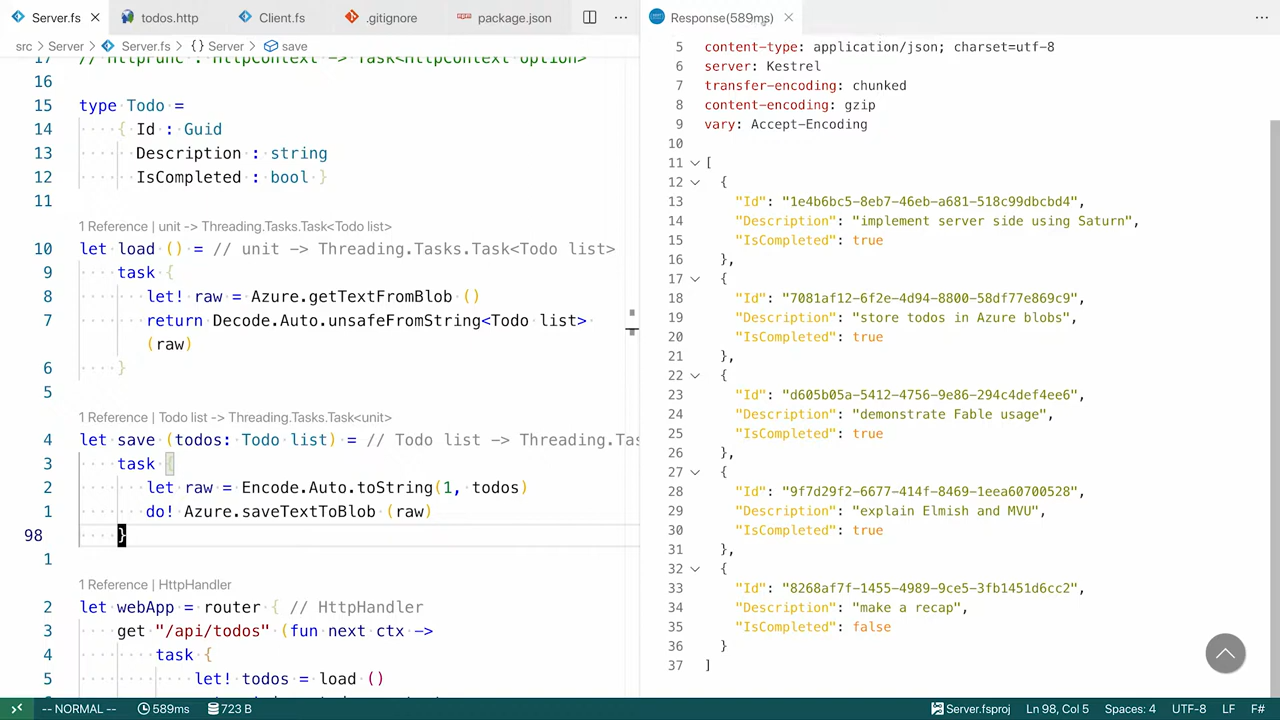 Server.fs
todos.http
Client.fs
.gitignore
package.json
src > Server > Server.fs > {} Server > save
17 // HttpFunc : HttpContext -> Task<HttpContext option>
16
15 type Todo =
14 { Id : Guid
13 Description : string
12 IsCompleted : bool }
11
1 Reference | unit -> Threading.Tasks.Task<Todo list>
10 let load () = // unit -> Threading.Tasks.Task<Todo list>
9 task {
8 let! raw = Azure.getTextFromBlob ()
7 return Decode.Auto.unsafeFromString<Todo list>
(raw)
6 }
5
1 Reference | Todo list -> Threading.Tasks.Task<unit>
4 let save (todos: Todo list) = // Todo list -> Threading.Tas
3 task {
2 let raw = Encode.Auto.toString(1, todos)
1 do! Azure.saveTextToBlob (raw)
98 }
1
1 Reference | HttpHandler
2 let webApp = router { // HttpHandler
3 get "/api/todos" (fun next ctx ->
4 task {
5 let! todos = load ()
Response(589ms)
5 content-type: application/json; charset=utf-8
6 server: Kestrel
7 transfer-encoding: chunked
8 content-encoding: gzip
9 vary: Accept-Encoding
10
11 [
12 {
13 "Id": "1e4b6bc5-8eb7-46eb-a681-518c99dbcbd4",
14 "Description": "implement server side using Saturn",
15 "IsCompleted": true
16 },
17 {
18 "Id": "7081af12-6f2e-4d94-8800-58df77e869c9",
19 "Description": "store todos in Azure blobs",
20 "IsCompleted": true
21 },
22 {
23 "Id": "d605b05a-5412-4756-9e86-294c4def4ee6",
24 "Description": "demonstrate Fable usage",
25 "IsCompleted": true
26 },
27 {
28 "Id": "9f7d29f2-6677-414f-8469-1eea60700528",
29 "Description": "explain Elmish and MVU",
30 "IsCompleted": true
31 },
32 {
33 "Id": "8268af7f-1455-4989-9ce5-3fb1451d6cc2",
34 "Description": "make a recap",
35 "IsCompleted": false
36 }
37 ]
-- NORMAL -- 589ms 723 B Server.fsproj Ln 98, Col 5 Spaces: 4 UTF-8 LF F#